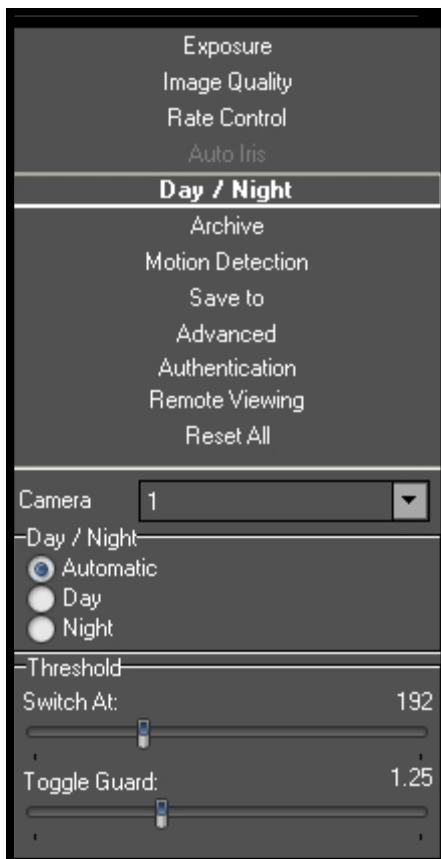 Exposure
Image Quality
Rate Control
Auto Iris
Day / Night
Archive
Motion Detection
Save to
Advanced
Authentication
Remote Viewing
Reset All
Camera 1
Day / Night
Automatic
Day
Night
Threshold
Switch At: 192
Toggle Guard: 1.25